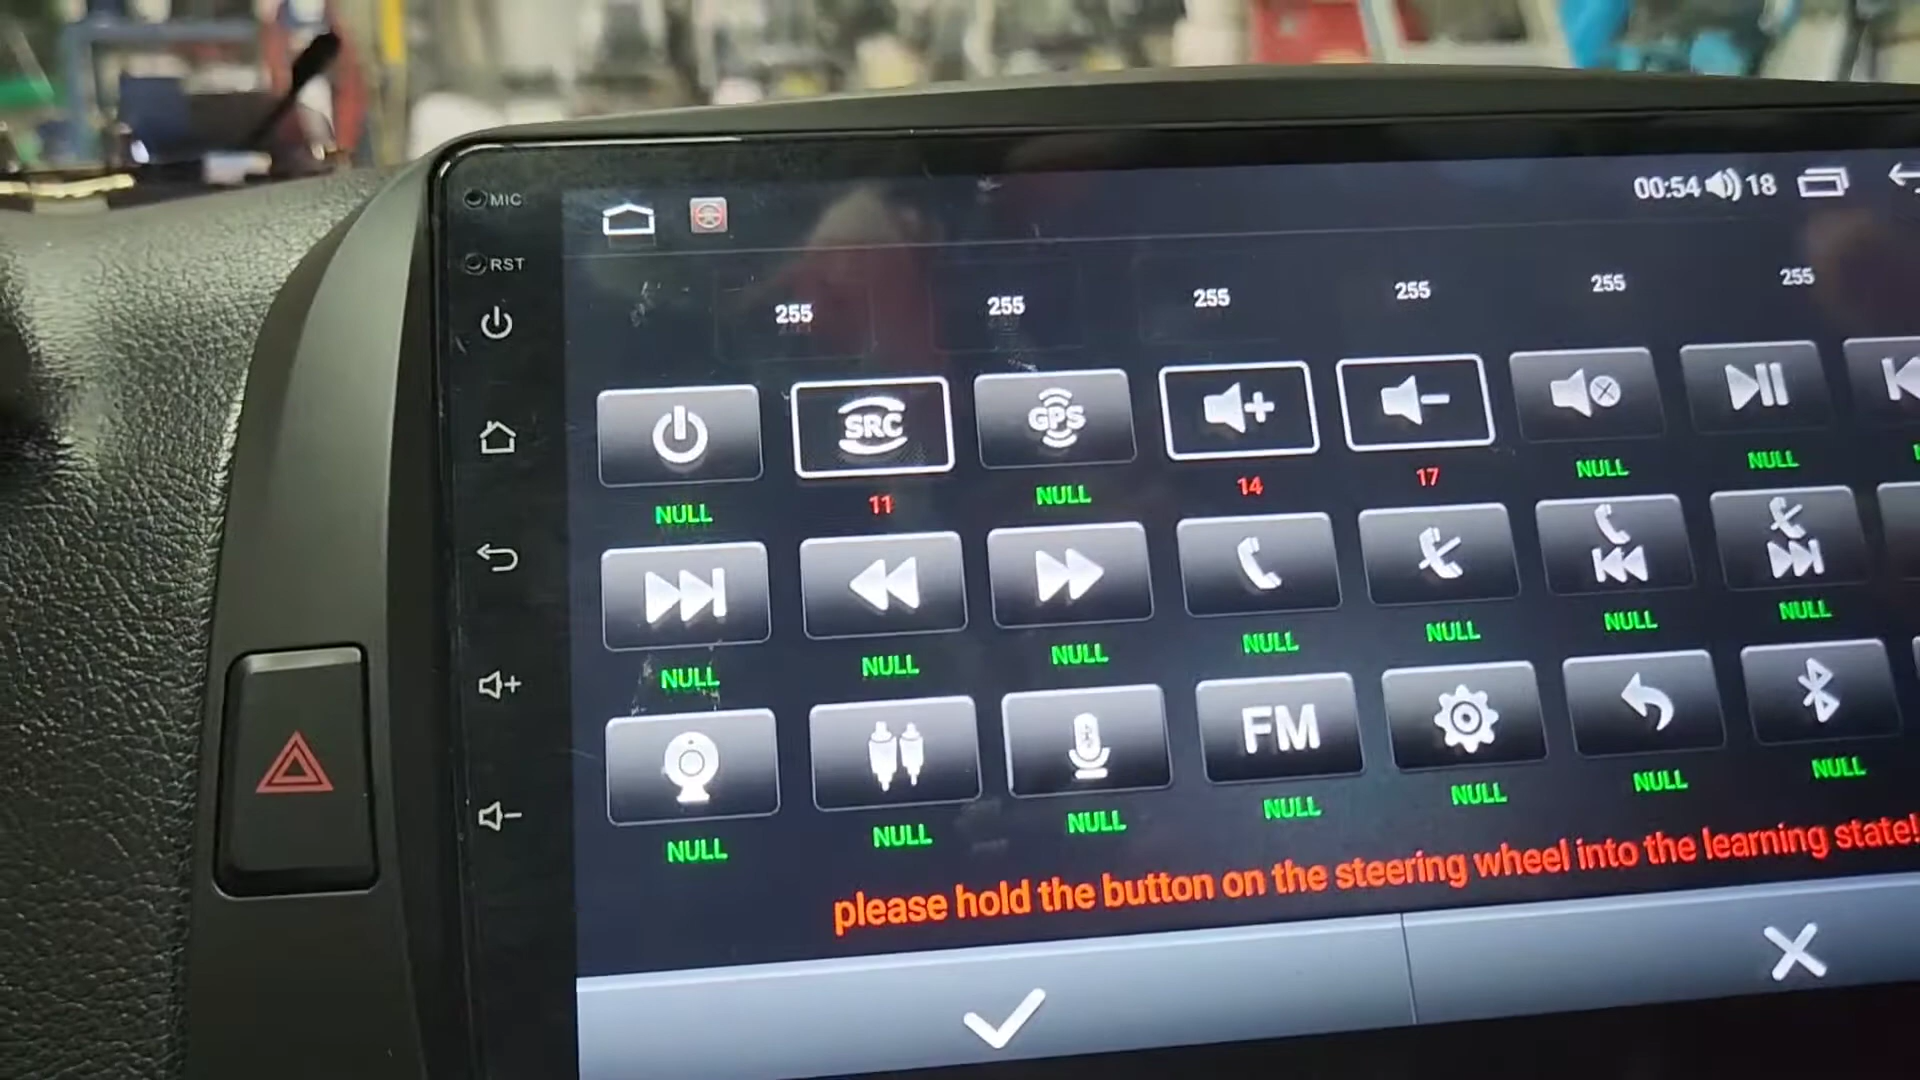 MIC
00:54 18
RST
255 255 255 255 255 255
SRC GPS
NULL 11 NULL 14 17 NULL NULL
NULL NULL NULL NULL NULL NULL NULL
FM
NULL NULL NULL NULL NULL NULL NULL
please hold the button on the steering wheel into the learning state!